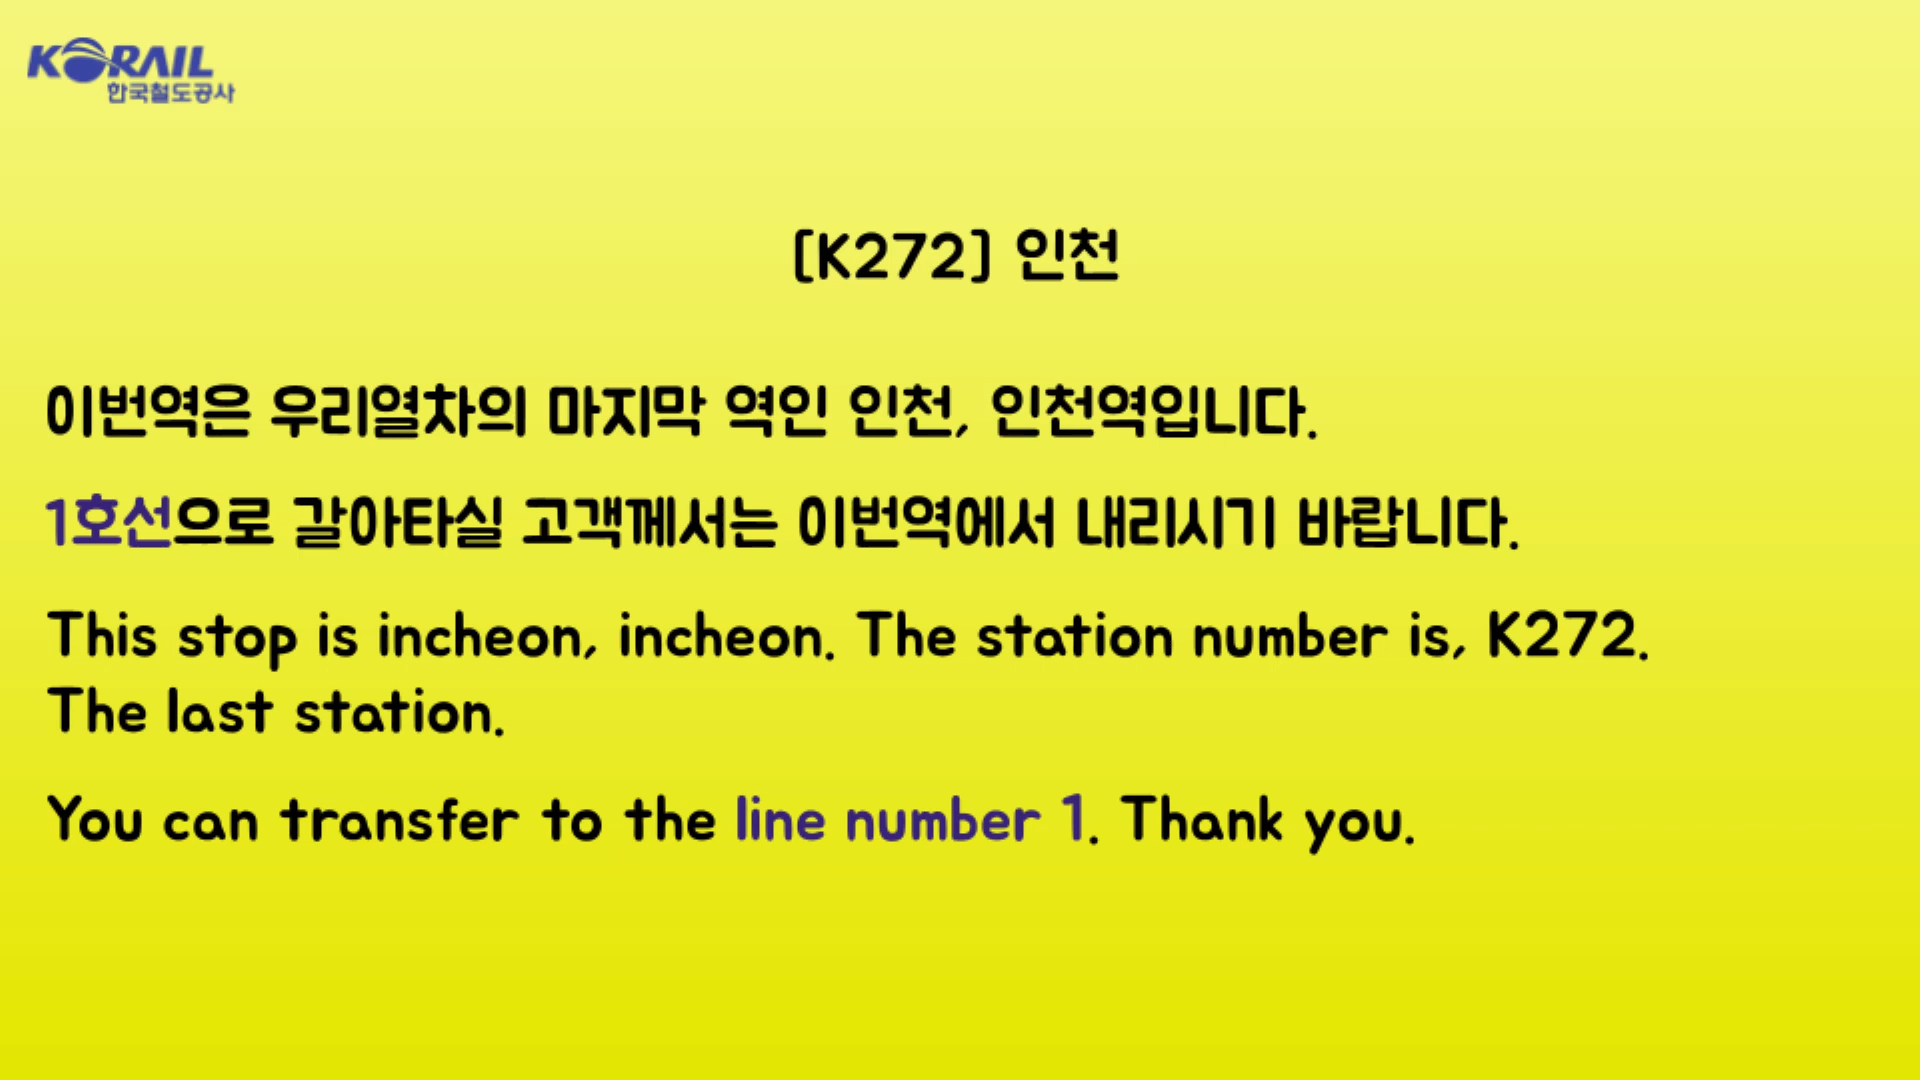 KORAIL
한국철도공사
[K272] 인천
이번역은 우리열차의 마지막 역인 인천, 인천역입니다.
1호선으로 갈아타실 고객께서는 이번역에서 내리시기 바랍니다.
This stop is incheon, incheon. The station number is, K272.
The last station.
You can transfer to the line number 1. Thank you.